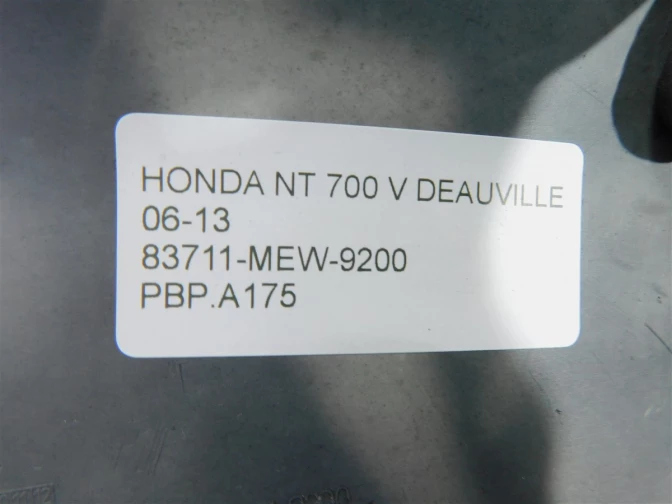 HONDA NT 700 V DEAUVILLE
06-13
83711-MEW-9200
PBP.A175